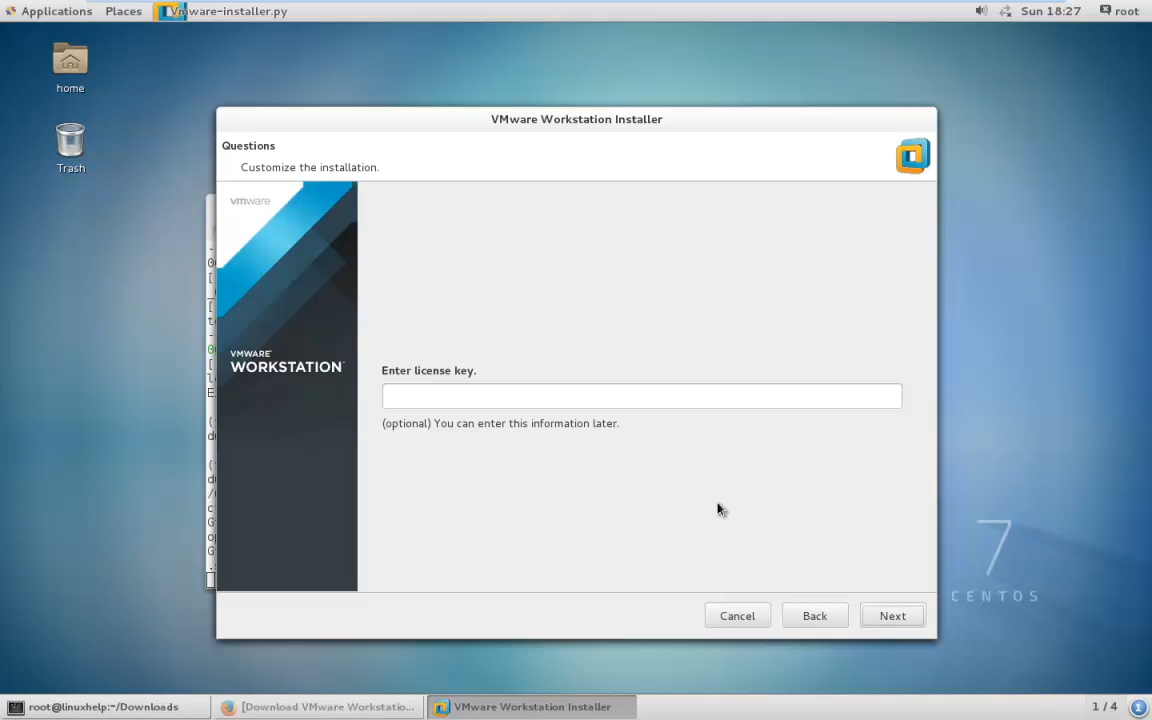 Applications Places Vmware-installer.py Sun 18:27 root
home
Trash
VMware Workstation Installer
Questions
Customize the installation.
vmware
VMWARE
WORKSTATION
Enter license key.
(optional) You can enter this information later.
7
CENTOS
Cancel Back Next
root@linuxhelp:~/Downloads [Download VMware Workstatio... VMware Workstation Installer 1 / 4 1